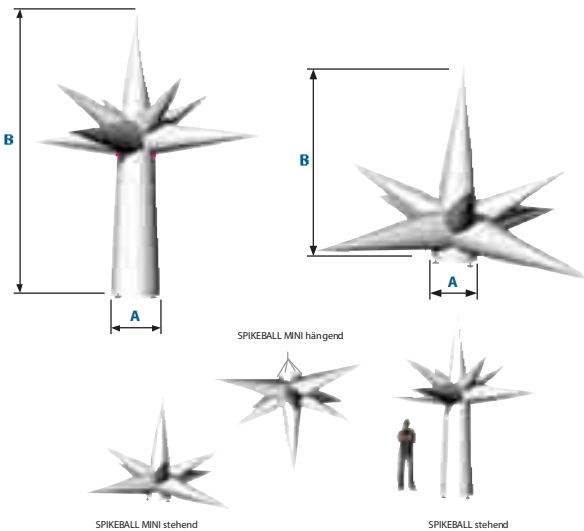 B
A
B
A
SPIKEBALL MINI hängend
SPIKEBALL MINI stehend
SPIKEBALL stehend